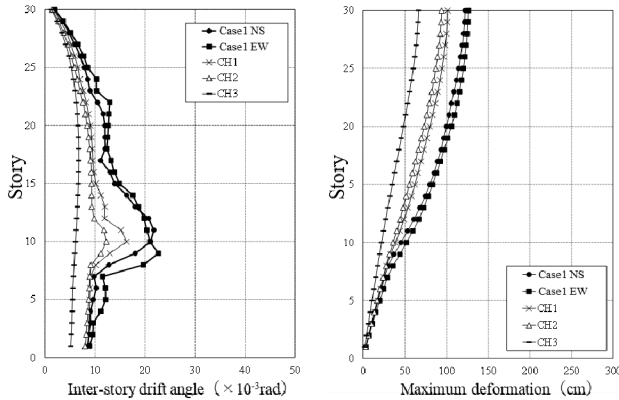 30
25
20
15
10
5
0
Story
0 10 20 30 40 50
Inter-story drift angle (×10⁻³rad)
Case1 NS
Case1 EW
CH1
CH2
CH3
30
25
20
15
10
5
0
Story
0 50 100 150 200 250 300
Maximum deformation (cm)
Case1 NS
Case1 EW
CH1
CH2
CH3